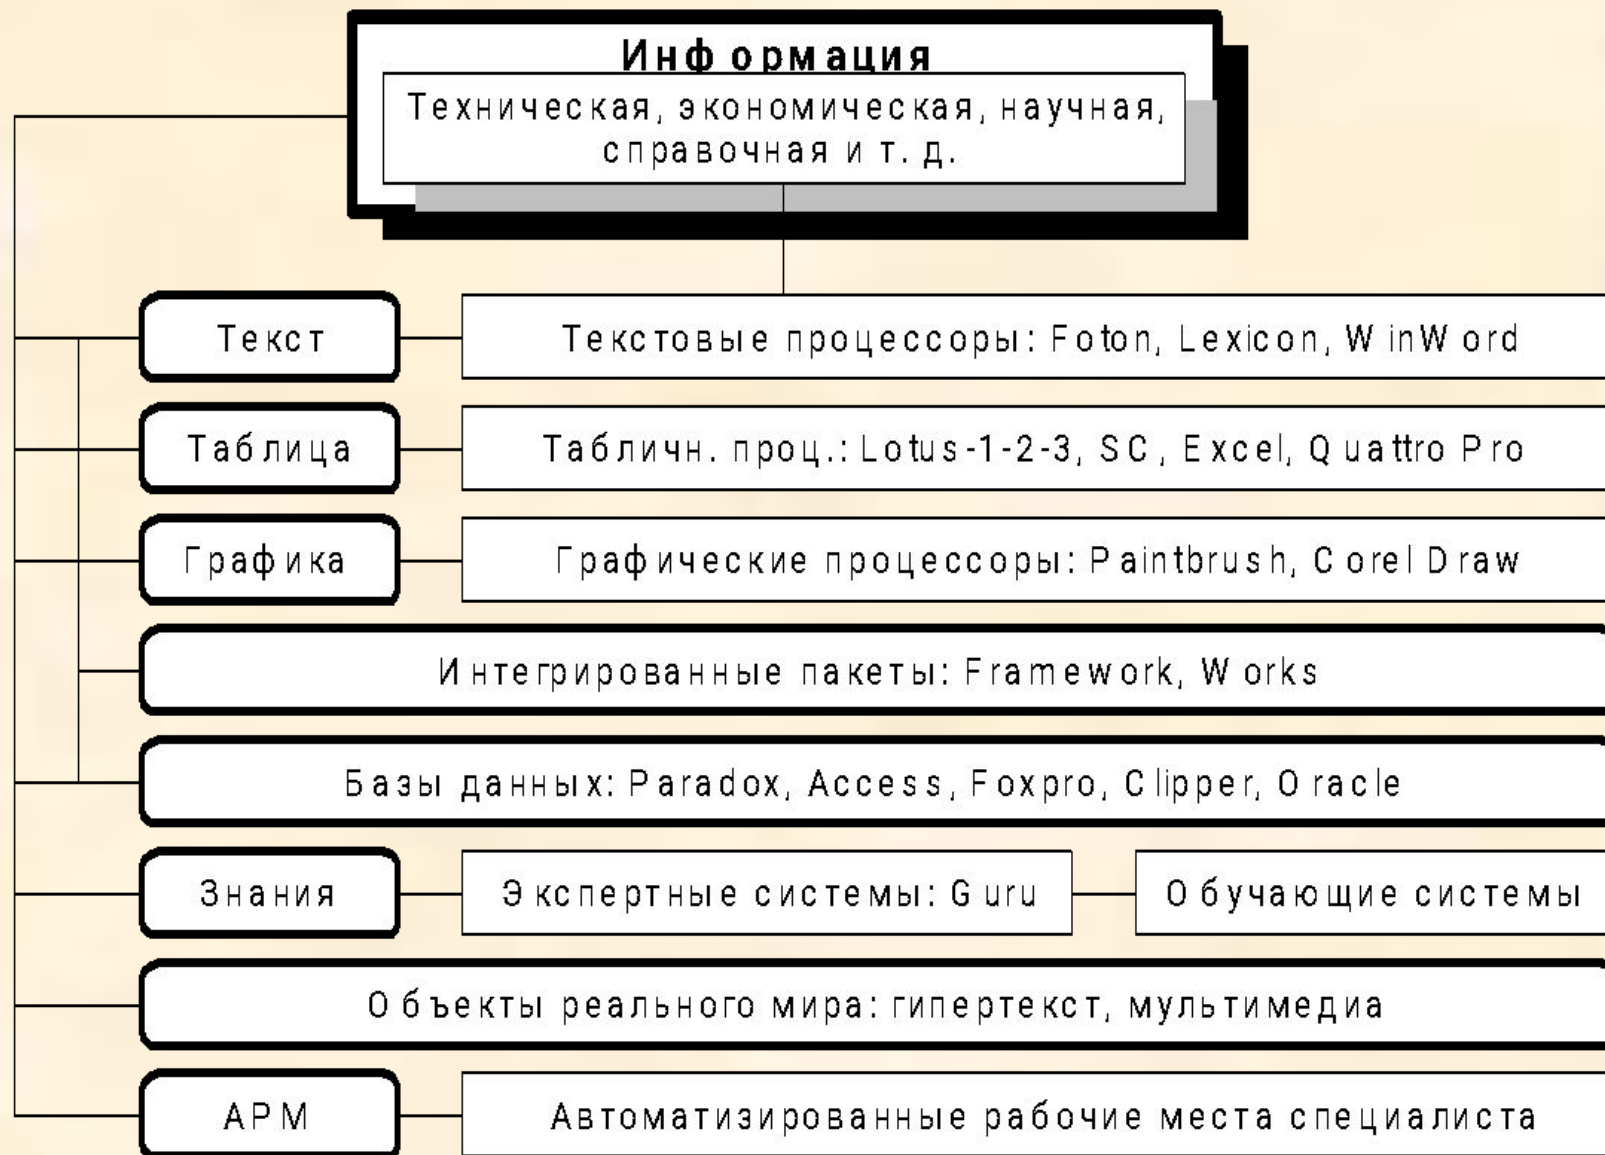 Информация
Техническая, экономическая, научная,
справочная и т. д.
Текст
Текстовые процессоры: Foton, Lexicon, WinWord
Таблица
Табличн. проц.: Lotus-1-2-3, SC, Excel, Quattro Pro
Графика
Графические процессоры: Paintbrush, Corel Draw
Интегрированные пакеты: Framework, Works
Базы данных: Paradox, Access, Foxpro, Clipper, Oracle
Знания
Экспертные системы: Guru
Обучающие системы
Объекты реального мира: гипертекст, мультимедиа
АРМ
Автоматизированные рабочие места специалиста